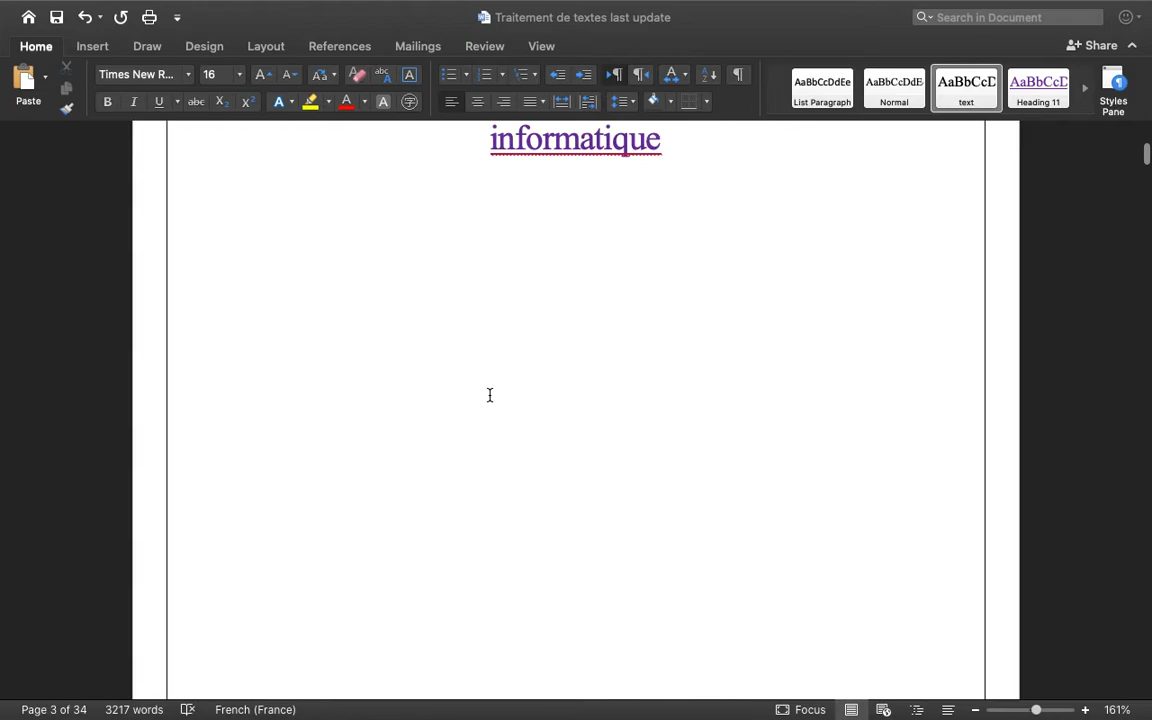 Traitement de textes last update
Search in Document
Home Insert Draw Design Layout References Mailings Review View Share
Paste Times New R... 16 AaBbCcDdEe List Paragraph AaBbCcDdE Normal AaBbCcD text AaBbCcD Heading 11 Styles Pane
informatique
Page 3 of 34 3217 words French (France) Focus 161%